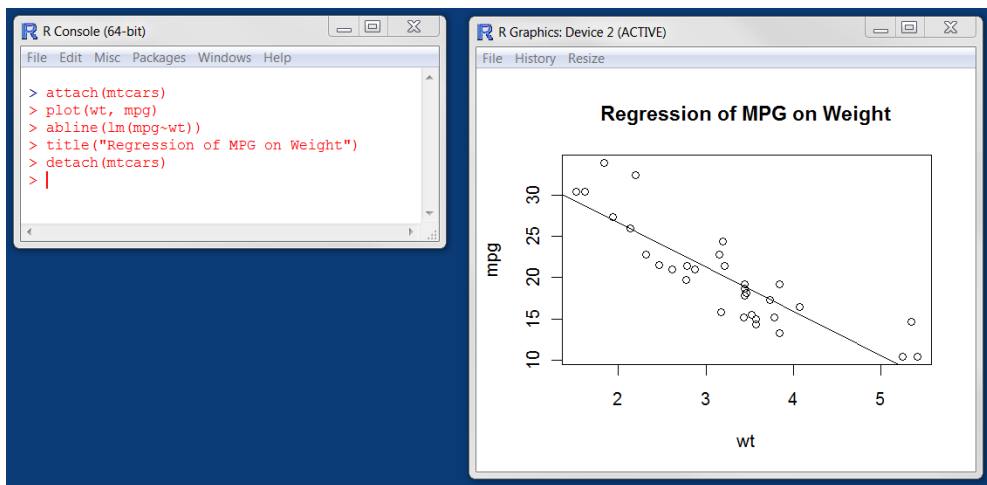 R Console (64-bit)
File Edit Misc Packages Windows Help
> attach(mtcars)
> plot(wt, mpg)
> abline(lm(mpg~wt))
> title("Regression of MPG on Weight")
> detach(mtcars)
>
R Graphics: Device 2 (ACTIVE)
File History Resize
Regression of MPG on Weight
mpg
30
25
20
15
10
2 3 4 5
wt